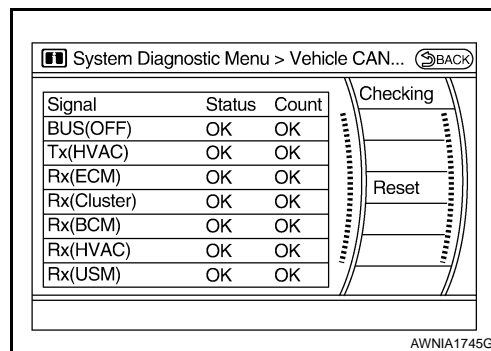 System Diagnostic Menu > Vehicle CAN... BACK
Signal Status Count
BUS(OFF) OK OK
Tx(HVAC) OK OK
Rx(ECM) OK OK
Rx(Cluster) OK OK
Rx(BCM) OK OK
Rx(HVAC) OK OK
Rx(USM) OK OK
Checking
Reset
AWNIA1745G